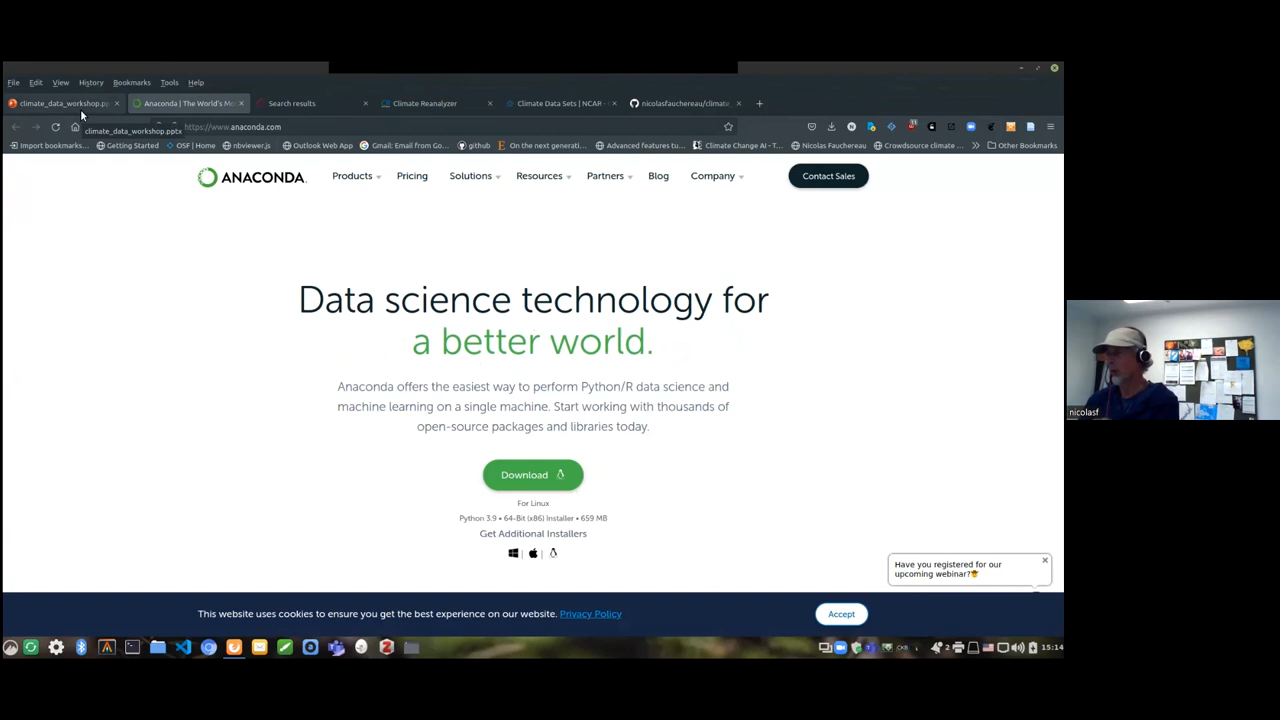 File Edit View History Bookmarks Tools Help
climate_data_workshop.pp Anaconda | The World's Mo Search results Climate Reanalyzer Climate Data Sets | NCAR - nicolasfauchereau/climate_
climate_data_workshop.pptx https://www.anaconda.com
Import bookmarks... Getting Started OSF | Home nbviewer.js Outlook Web App Gmail: Email from Go... github On the next generati... Advanced features tu... Climate Change AI - T... Nicolas Fauchereau Crowdsource climate ... Other Bookmarks
ANACONDA. Products Pricing Solutions Resources Partners Blog Company Contact Sales
Data science technology for
a better world.
Anaconda offers the easiest way to perform Python/R data science and
machine learning on a single machine. Start working with thousands of
open-source packages and libraries today.
Download
For Linux
Python 3.9 • 64-Bit (x86) Installer • 659 MB
Get Additional Installers
Have you registered for our
upcoming webinar?
This website uses cookies to ensure you get the best experience on our website. Privacy Policy Accept
15:14
nicolasf